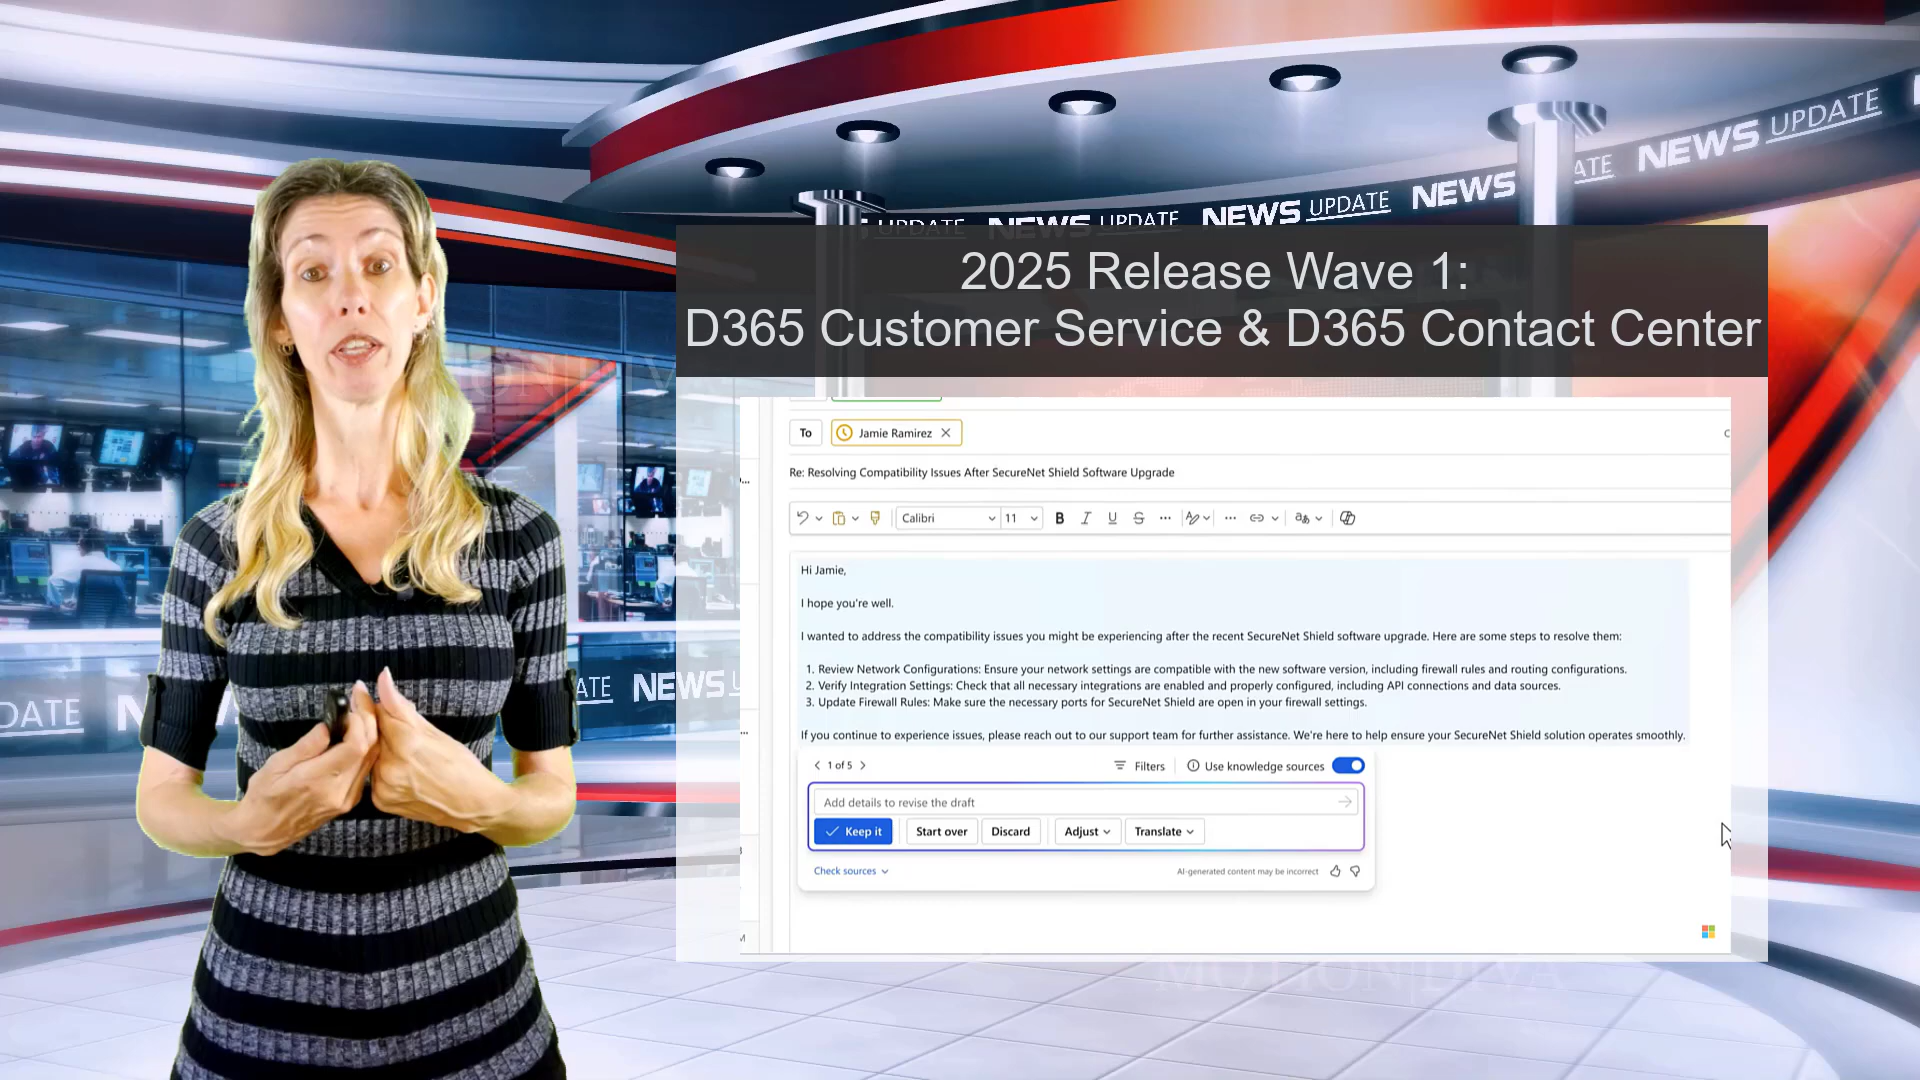 NEWS UPDATE
UPDATE NEWS UPDATE NEWS UPDATE NEWS
2025 Release Wave 1:
D365 Customer Service & D365 Contact Center
To
Jamie Ramirez
Re: Resolving Compatibility Issues After SecureNet Shield Software Upgrade
Calibri 11 B I U S
Hi Jamie,
I hope you're well.
I wanted to address the compatibility issues you might be experiencing after the recent SecureNet Shield software upgrade. Here are some steps to resolve them:
1. Review Network Configurations: Ensure your network settings are compatible with the new software version, including firewall rules and routing configurations.
2. Verify Integration Settings: Check that all necessary integrations are enabled and properly configured, including API connections and data sources.
3. Update Firewall Rules: Make sure the necessary ports for SecureNet Shield are open in your firewall settings.
If you continue to experience issues, please reach out to our support team for further assistance. We're here to help ensure your SecureNet Shield solution operates smoothly.
1 of 5 Filters Use knowledge sources
Add details to revise the draft
Keep it Start over Discard Adjust Translate
Check sources AI-generated content may be incorrect
DATE
ATE NEWS
MOTION|DIVA